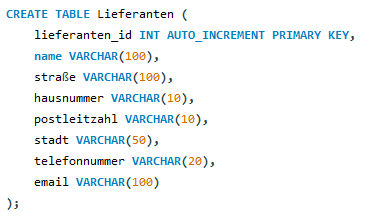 CREATE TABLE Lieferanten (
lieferanten_id INT AUTO_INCREMENT PRIMARY KEY,
name VARCHAR(100),
straße VARCHAR(100),
hausnummer VARCHAR(10),
postleitzahl VARCHAR(10),
stadt VARCHAR(50),
telefonnummer VARCHAR(20),
email VARCHAR(100)
);